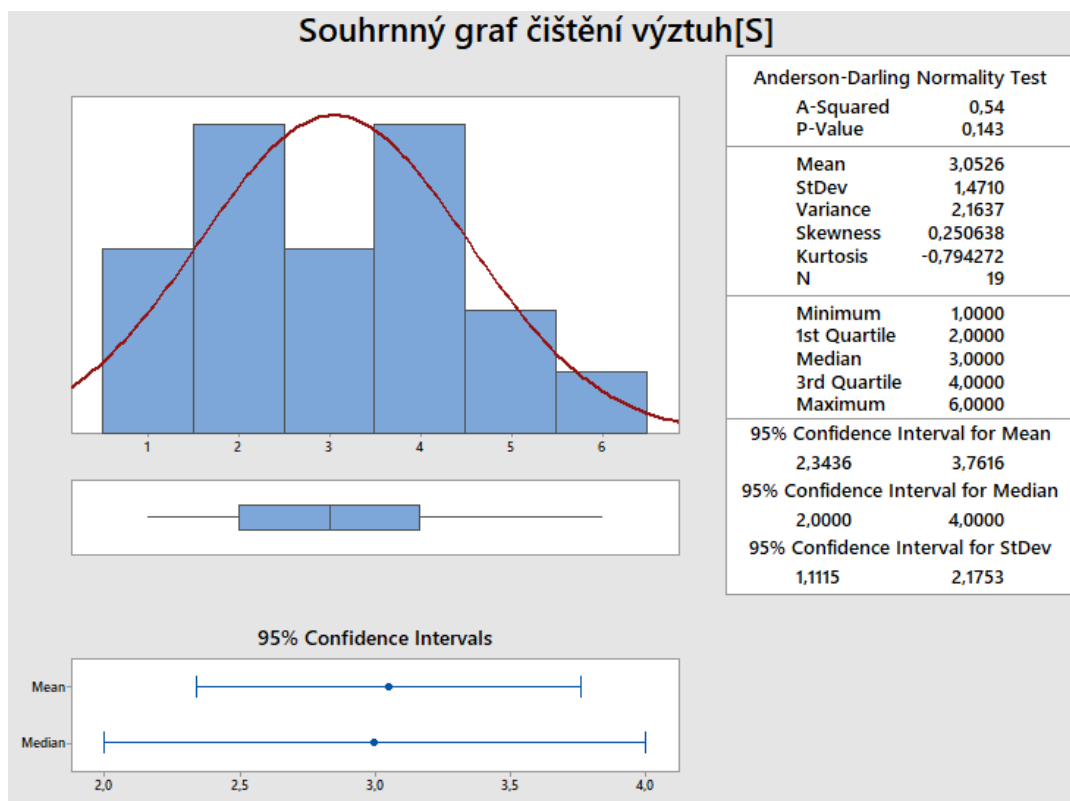 Souhrnný graf čištění výztuh[S]
1 2 3 4 5 6
95% Confidence Intervals
Mean
Median
2,0 2,5 3,0 3,5 4,0
Anderson-Darling Normality Test
A-Squared 0,54
P-Value 0,143
Mean 3,0526
StDev 1,4710
Variance 2,1637
Skewness 0,250638
Kurtosis -0,794272
N 19
Minimum 1,0000
1st Quartile 2,0000
Median 3,0000
3rd Quartile 4,0000
Maximum 6,0000
95% Confidence Interval for Mean
2,3436 3,7616
95% Confidence Interval for Median
2,0000 4,0000
95% Confidence Interval for StDev
1,1115 2,1753